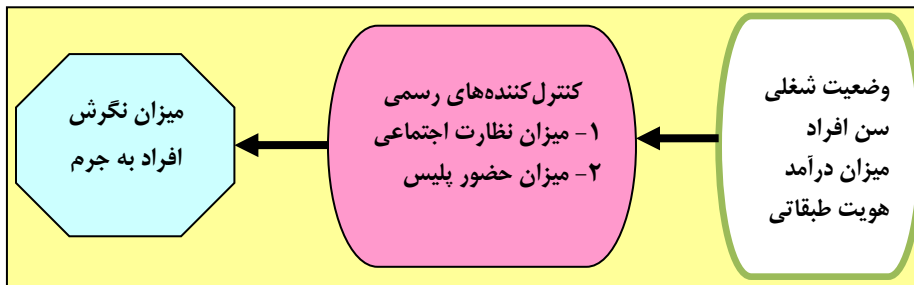 وضعیت شغلی
سن افراد
میزان درآمد
هویت طبقاتی
کنترل‌کننده‌های رسمی
۱- میزان نظارت اجتماعی
۲- میزان حضور پلیس
میزان نگرش
افراد به جرم